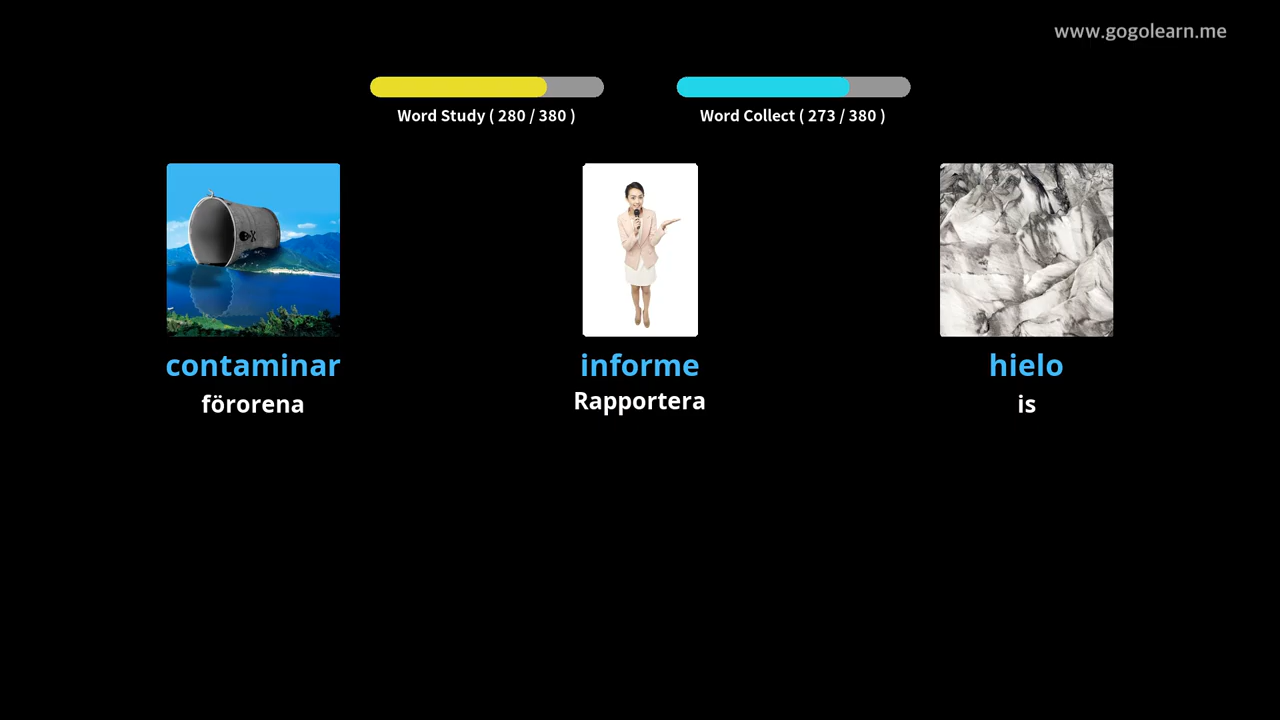 www.gogolearn.me
Word Study ( 280 / 380 )
Word Collect ( 273 / 380 )
contaminar
förorena
informe
Rapportera
hielo
is